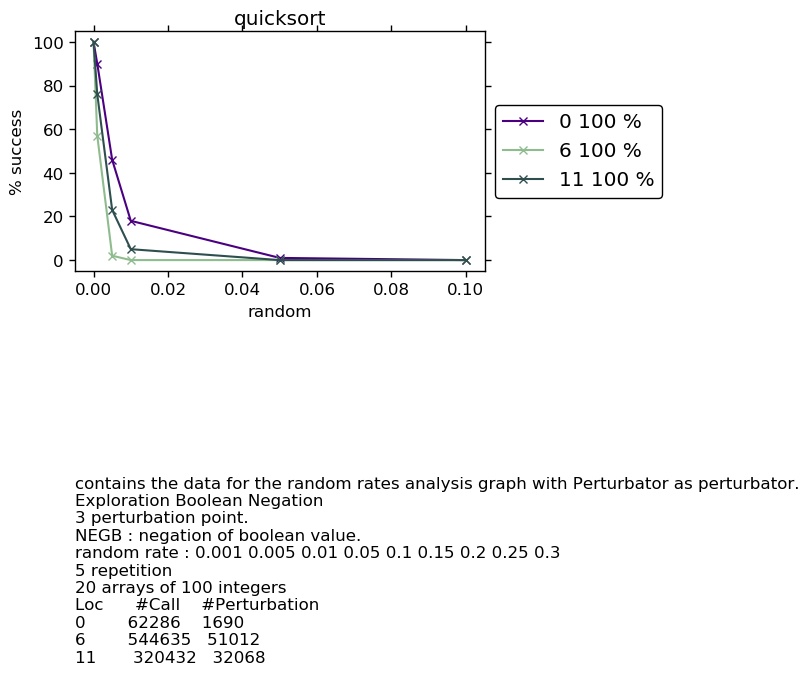 quicksort
100
80
60
40
20
0
% success
0.00 0.02 0.04 0.06 0.08 0.10
random
0 100 %
6 100 %
11 100 %
contains the data for the random rates analysis graph with Perturbator as perturbator.
Exploration Boolean Negation
3 perturbation point.
NEGB : negation of boolean value.
random rate : 0.001 0.005 0.01 0.05 0.1 0.15 0.2 0.25 0.3
5 repetition
20 arrays of 100 integers
Loc #Call #Perturbation
0 62286 1690
6 544635 51012
11 320432 32068